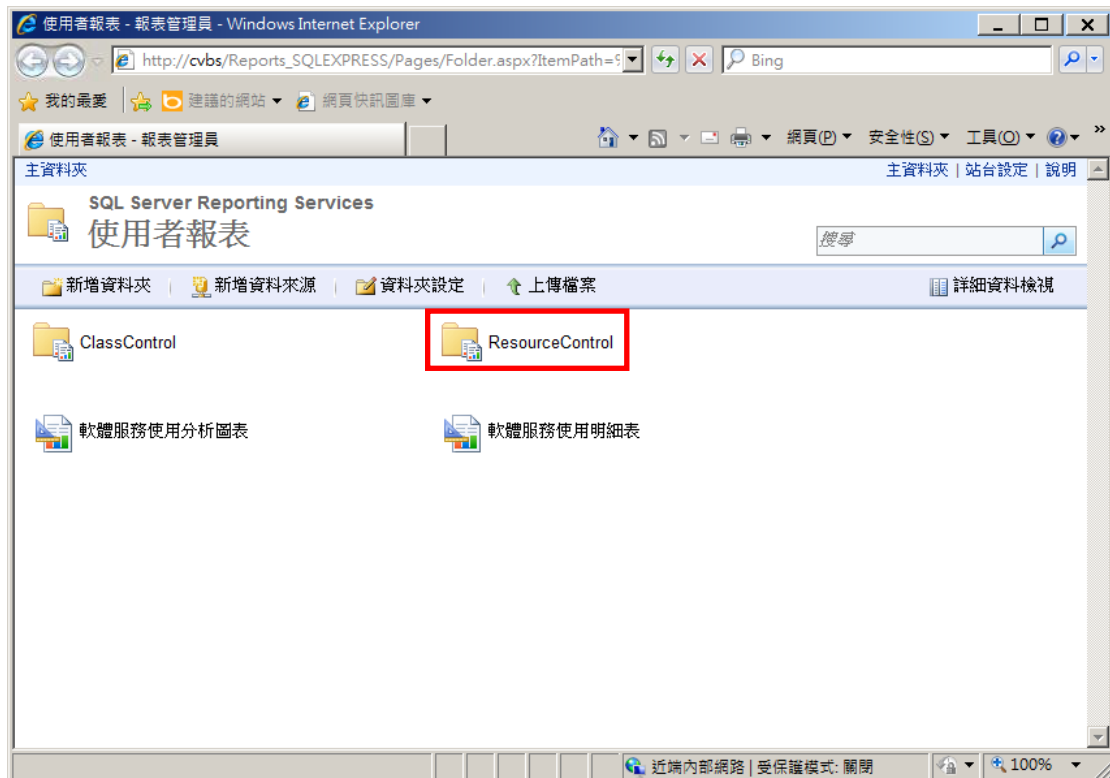 使用者報表 - 報表管理員 - Windows Internet Explorer
http://cvbs/Reports_SQLEXPRESS/Pages/Folder.aspx?ItemPath=%
Bing
我的最愛 建議的網站 網頁快訊圖庫
使用者報表 - 報表管理員 網頁(P) 安全性(S) 工具(O) »
主資料夾 主資料夾 | 站台設定 | 說明
SQL Server Reporting Services
使用者報表
搜尋
新增資料夾 新增資料來源 資料夾設定 上傳檔案 詳細資料檢視
ClassControl ResourceControl
軟體服務使用分析圖表 軟體服務使用明細表
近端內部網路 | 受保護模式: 關閉 100%